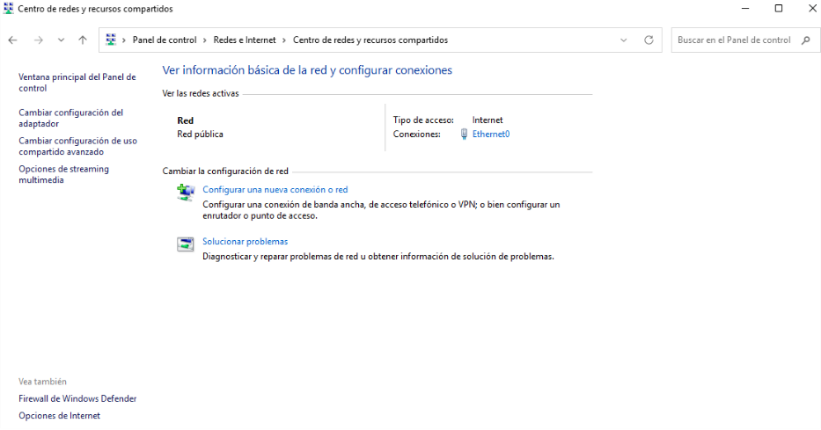 Centro de redes y recursos compartidos
Panel de control › Redes e Internet › Centro de redes y recursos compartidos
Buscar en el Panel de control
Ventana principal del Panel de
control
Cambiar configuración del
adaptador
Cambiar configuración de uso
compartido avanzado
Opciones de streaming
multimedia
Ver información básica de la red y configurar conexiones
Ver las redes activas
Red
Red pública
Tipo de acceso: Internet
Conexiones: Ethernet0
Cambiar la configuración de red
Configurar una nueva conexión o red
Configurar una conexión de banda ancha, de acceso telefónico o VPN; o bien configurar un
enrutador o punto de acceso.
Solucionar problemas
Diagnosticar y reparar problemas de red u obtener información de solución de problemas.
Vea también
Firewall de Windows Defender
Opciones de Internet